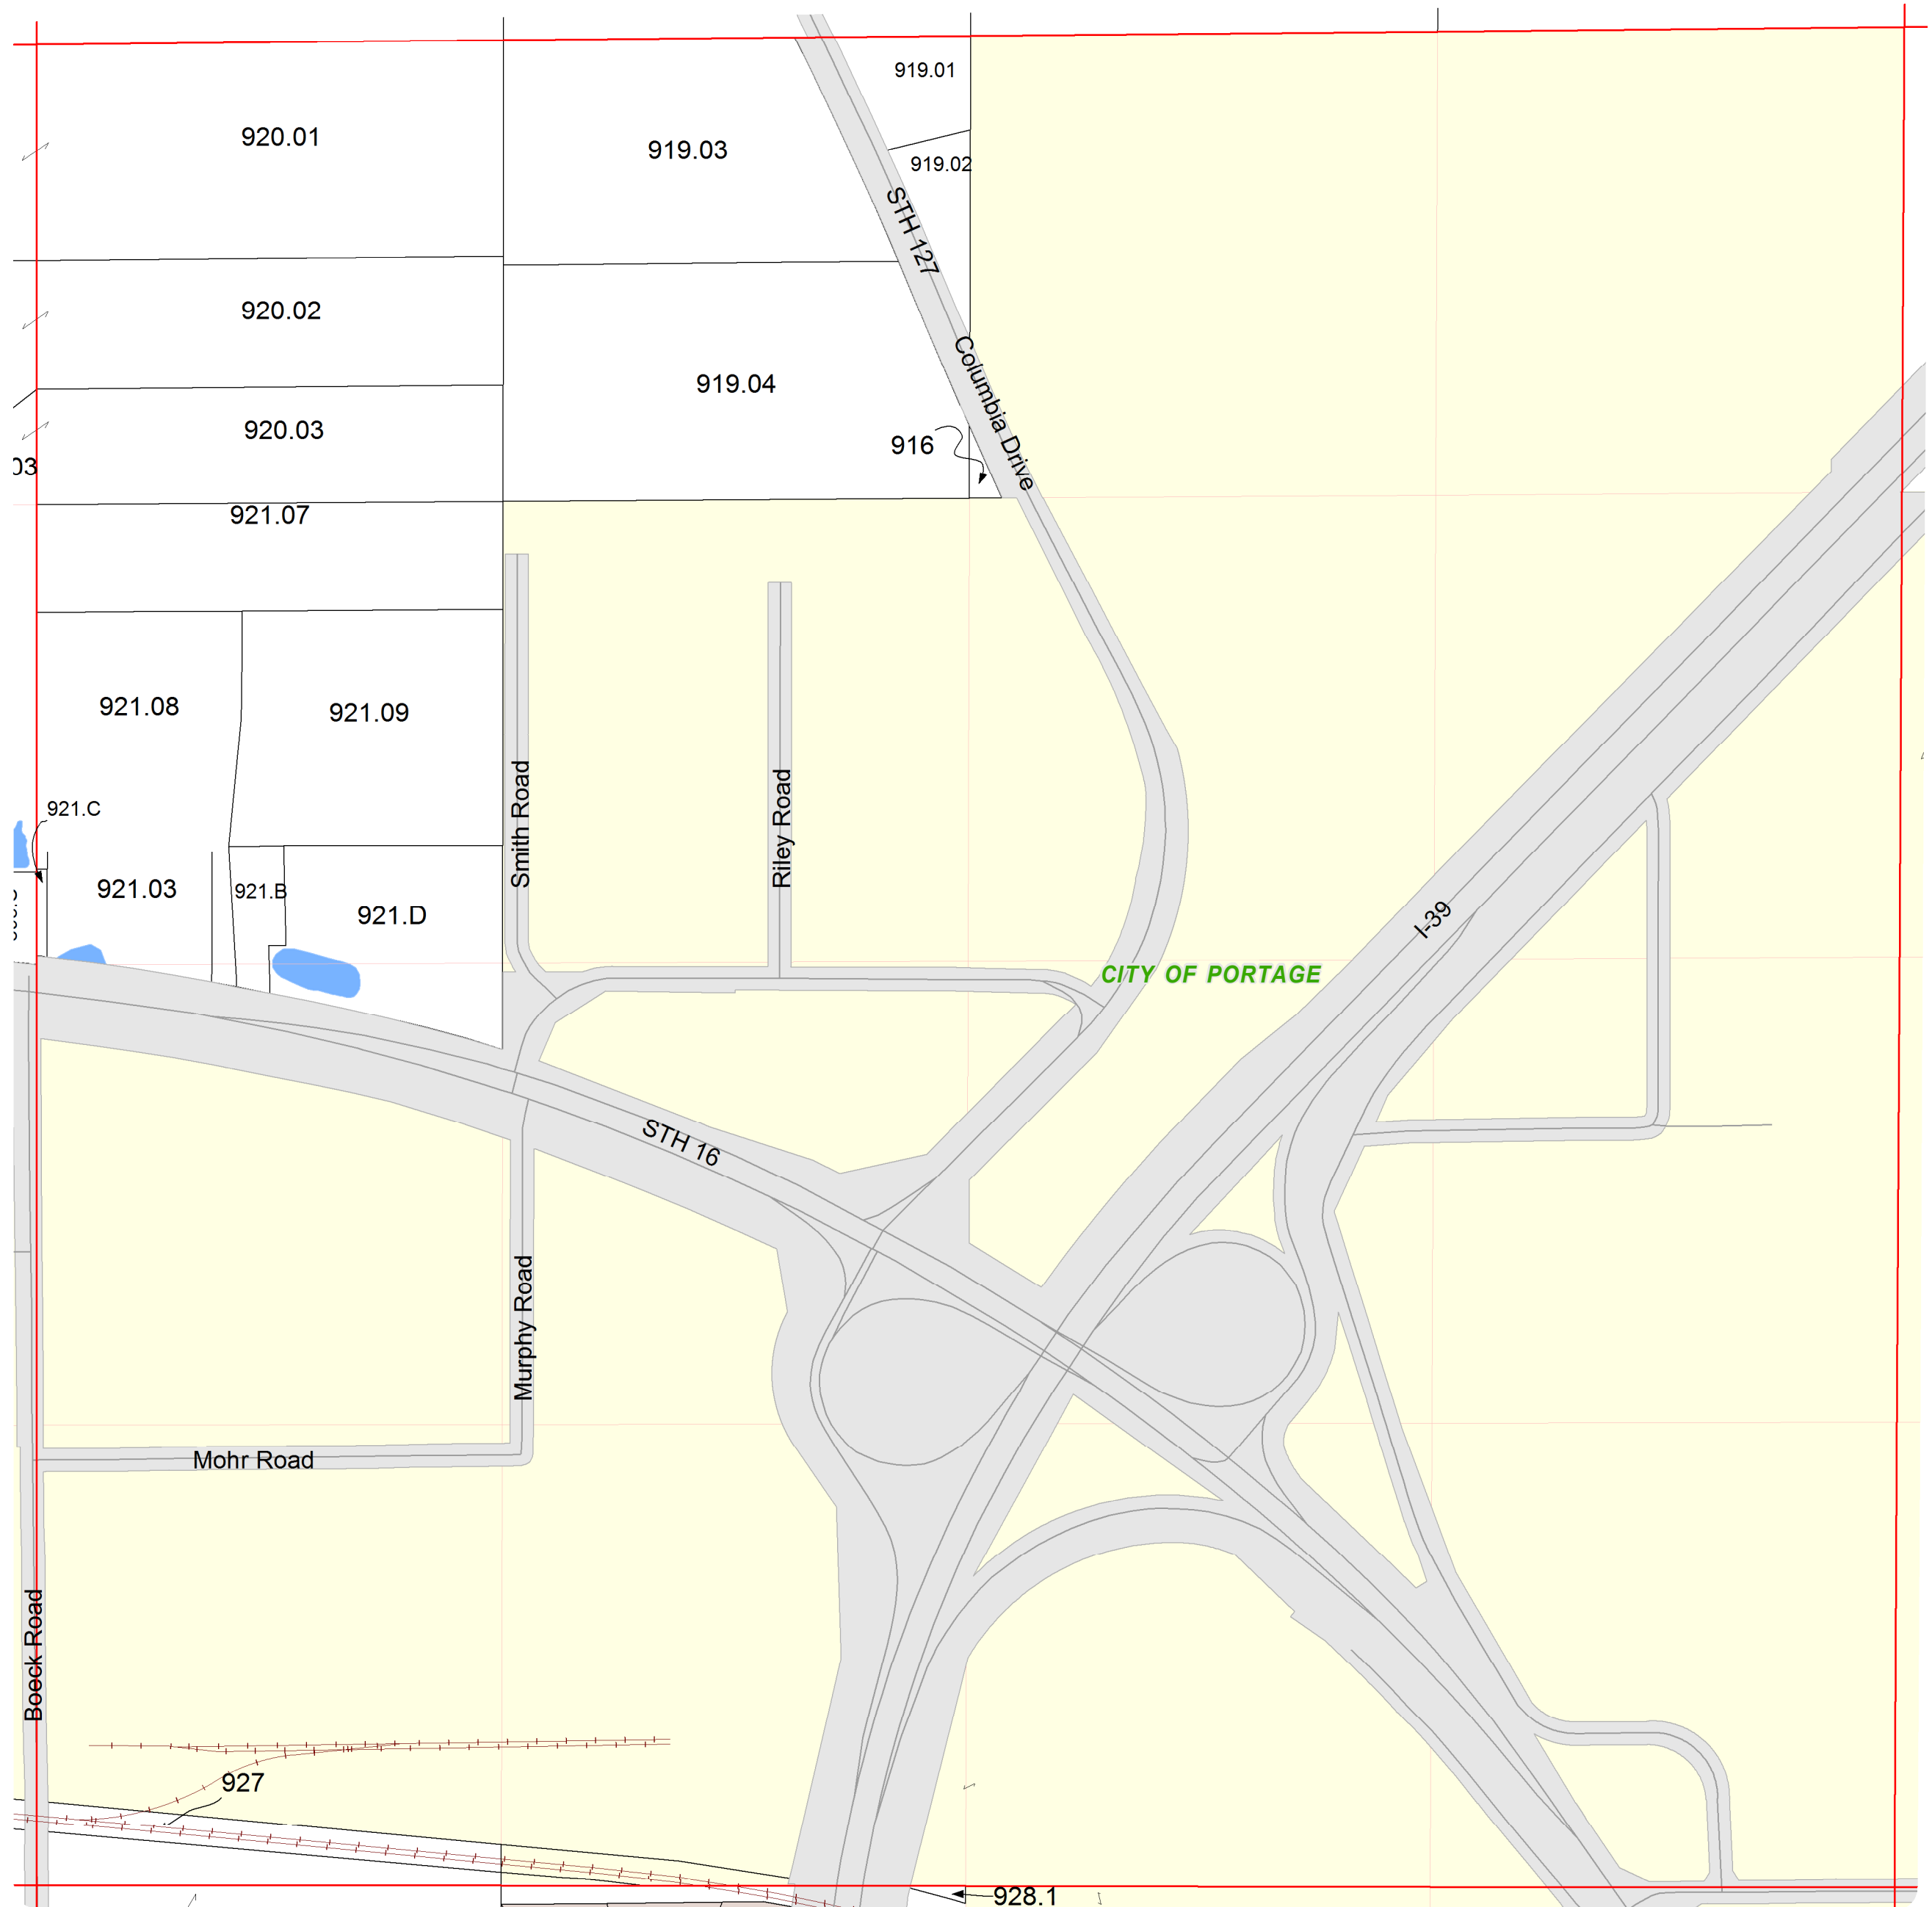 919.01
920.01
919.03
919.02
STH 127
920.02
Columbia Drive
919.04
920.03
916
03
921.07
921.08
921.09
921.C
Smith Road
Riley Road
921.03
921.B
921.D
I-39
CITY OF PORTAGE
STH 16
Murphy Road
Mohr Road
Boeck Road
927
928.1